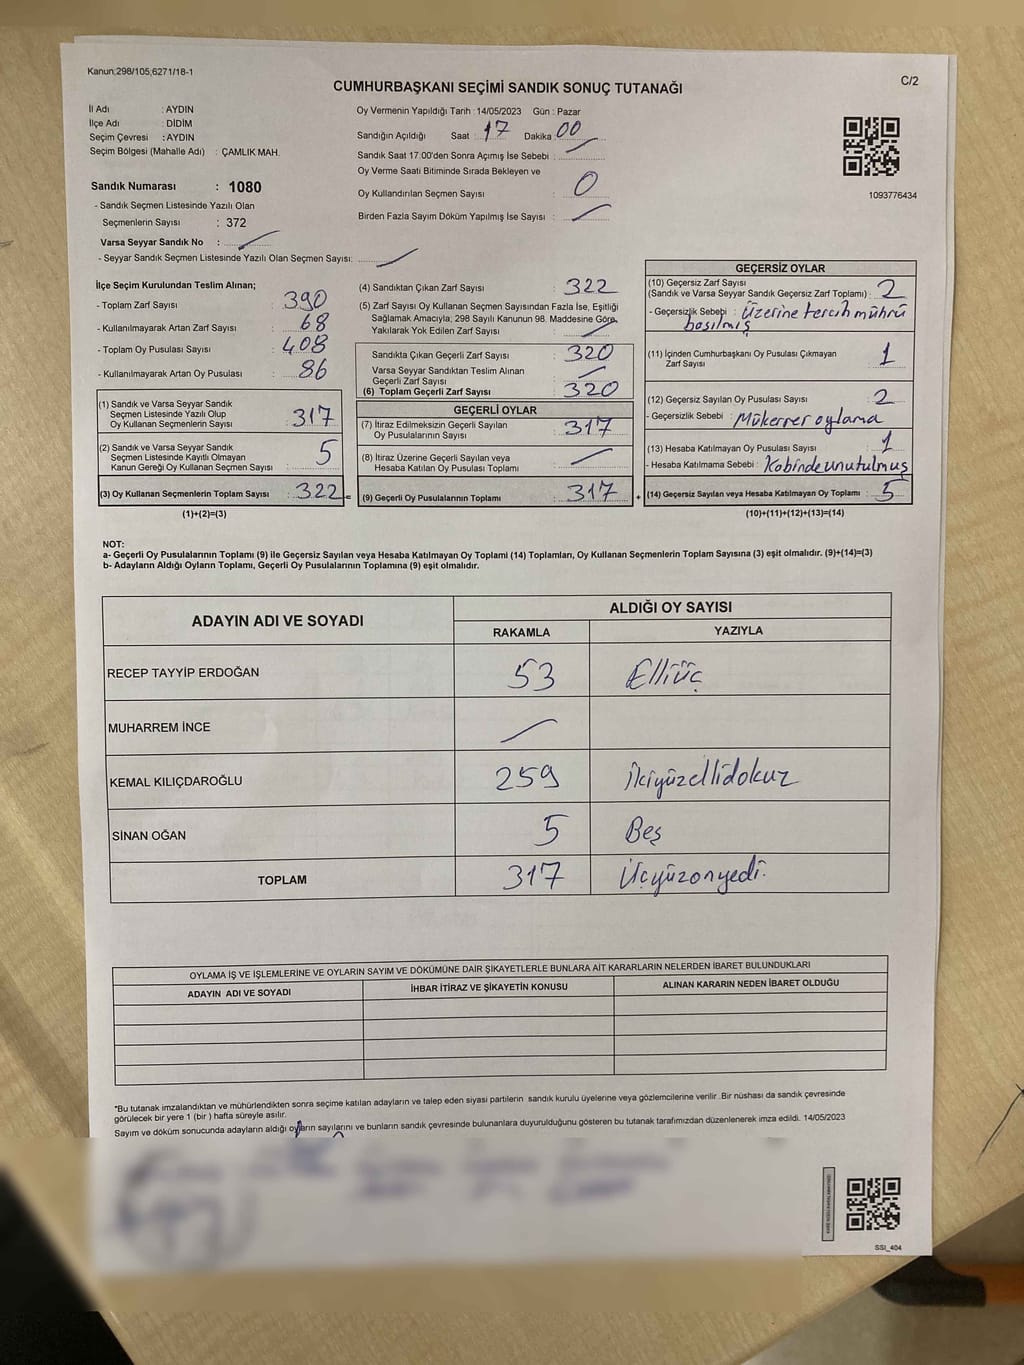 Kanun;298/105;6271/18-1
C/2
CUMHURBAŞKANI SEÇİMİ SANDIK SONUÇ TUTANAĞI
İl Adı : AYDIN
İlçe Adı : DİDİM
Seçim Çevresi : AYDIN
Seçim Bölgesi (Mahalle Adı) : ÇAMLIK MAH.
Sandık Numarası : 1080
- Sandık Seçmen Listesinde Yazılı Olan
Seçmenlerin Sayısı : 372
Varsa Seyyar Sandık No :
- Seyyar Sandık Seçmen Listesinde Yazılı Olan Seçmen Sayısı:
Oy Vermenin Yapıldığı Tarih : 14/05/2023 Gün : Pazar
Sandığın Açıldığı Saat : 17 Dakika : 00
Sandık Saat 17.00'den Sonra Açımış İse Sebebi :
Oy Verme Saati Bitiminde Sırada Bekleyen ve
Oy Kullandırılan Seçmen Sayısı : 0
Birden Fazla Sayım Döküm Yapılmış İse Sayısı :
1093776434
İlçe Seçim Kurulundan Teslim Alınan;
- Toplam Zarf Sayısı : 390
- Kullanılmayarak Artan Zarf Sayısı : 68
- Toplam Oy Pusulası Sayısı : 408
- Kullanılmayarak Artan Oy Pusulası : 86
(1) Sandık ve Varsa Seyyar Sandık
Seçmen Listesinde Yazılı Olup
Oy Kullanan Seçmenlerin Sayısı : 317
(2) Sandık ve Varsa Seyyar Sandık
Seçmen Listesinde Kayıtlı Olmayan
Kanun Gereği Oy Kullanan Seçmen Sayısı : 5
(3) Oy Kullanan Seçmenlerin Toplam Sayısı : 322 =
(1)+(2)=(3)
(4) Sandıktan Çıkan Zarf Sayısı : 322
(5) Zarf Sayısı Oy Kullanan Seçmen Sayısından Fazla İse, Eşitliği
Sağlamak Amacıyla; 298 Sayılı Kanunun 98. Maddesine Göre,
Yakılarak Yok Edilen Zarf Sayısı :
Sandıkta Çıkan Geçerli Zarf Sayısı : 320
Varsa Seyyar Sandıktan Teslim Alınan
Geçerli Zarf Sayısı :
(6) Toplam Geçerli Zarf Sayısı : 320
GEÇERLİ OYLAR
(7) İtiraz Edilmeksizin Geçerli Sayılan
Oy Pusulalarının Sayısı : 317
(8) İtiraz Üzerine Geçerli Sayılan veya
Hesaba Katılan Oy Pusulası Toplamı :
(9) Geçerli Oy Pusulalarının Toplamı : 317 +
GEÇERSİZ OYLAR
(10) Geçersiz Zarf Sayısı
(Sandık ve Varsa Seyyar Sandık Geçersiz Zarf Toplamı) : 2
- Geçersizlik Sebebi : Üzerine tercih mührü
basılmış
(11) İçinden Cumhurbaşkanı Oy Pusulası Çıkmayan
Zarf Sayısı : 1
(12) Geçersiz Sayılan Oy Pusulası Sayısı : 2
- Geçersizlik Sebebi : Mükerrer oylama
(13) Hesaba Katılmayan Oy Pusulası Sayısı : 1
- Hesaba Katılmama Sebebi : Kabinde unutulmuş
(14) Geçersiz Sayılan veya Hesaba Katılmayan Oy Toplamı : 5
(10)+(11)+(12)+(13)=(14)
NOT:
a- Geçerli Oy Pusulalarının Toplamı (9) ile Geçersiz Sayılan veya Hesaba Katılmayan Oy Toplami (14) Toplamları, Oy Kullanan Seçmenlerin Toplam Sayısına (3) eşit olmalıdır. (9)+(14)=(3)
b- Adayların Aldığı Oyların Toplamı, Geçerli Oy Pusulalarının Toplamına (9) eşit olmalıdır.
ADAYIN ADI VE SOYADI
ALDIĞI OY SAYISI
RAKAMLA YAZIYLA
RECEP TAYYİP ERDOĞAN 53 Elliüç
MUHARREM İNCE
KEMAL KILIÇDAROĞLU 259 İkiyüzellidokuz
SİNAN OĞAN 5 Beş
TOPLAM 317 Üçyüzonyedi.
OYLAMA İŞ VE İŞLEMLERİNE VE OYLARIN SAYIM VE DÖKÜMÜNE DAİR ŞİKAYETLERLE BUNLARA AİT KARARLARIN NELERDEN İBARET BULUNDUKLARI
ADAYIN ADI VE SOYADI İHBAR İTİRAZ VE ŞİKAYETİN KONUSU ALINAN KARARIN NEDEN İBARET OLDUĞU
*Bu tutanak imzalandıktan ve mühürlendikten sonra seçime katılan adayların ve talep eden siyasi partilerin sandık kurulu üyelerine veya gözlemcilerine verilir .Bir nüshası da sandık çevresinde
görülecek bir yere 1 (bir ) hafta süreyle asılır.
Sayım ve döküm sonucunda adayların aldığı oyların sayılarını ve bunların sandık çevresinde bulunanlara duyurulduğunu gösteren bu tutanak tarafımızdan düzenlenerek imza edildi. 14/05/2023
SSI_404